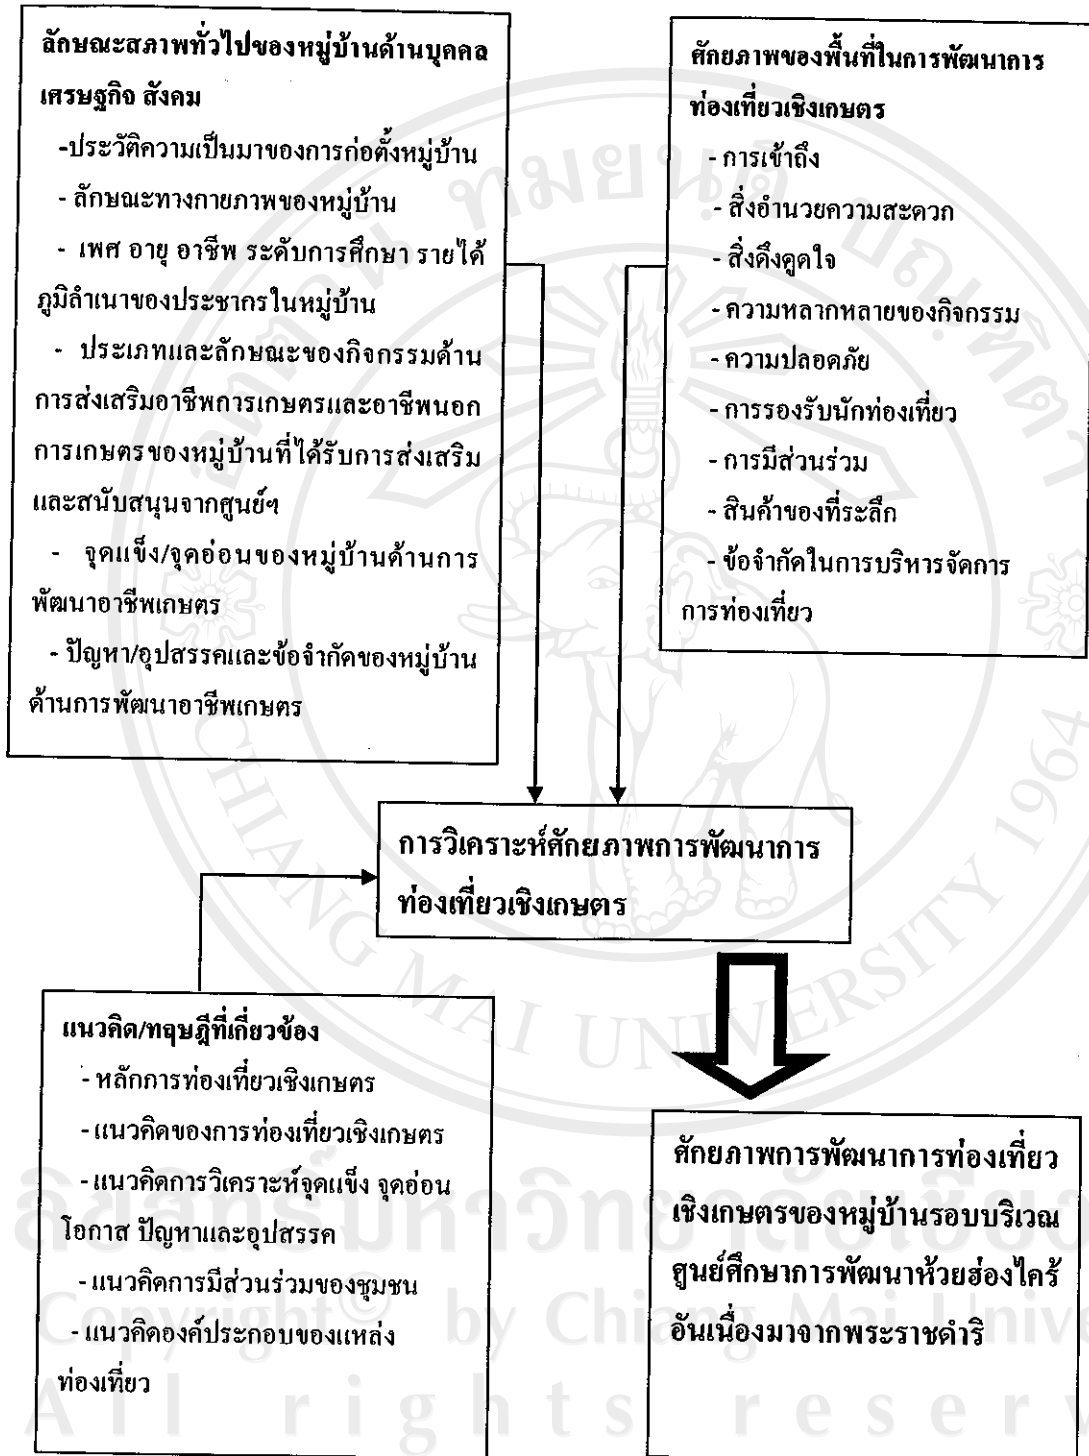 ลักษณะสภาพทั่วไปของหมู่บ้านด้านบุคคล
เศรษฐกิจ สังคม
-ประวัติความเป็นมาของการก่อตั้งหมู่บ้าน
- ลักษณะทางกายภาพของหมู่บ้าน
- เพศ อายุ อาชีพ ระดับการศึกษา รายได้
ภูมิลำเนาของประชากรในหมู่บ้าน
- ประเภทและลักษณะของกิจกรรมด้าน
การส่งเสริมอาชีพการเกษตรและอาชีพนอก
การเกษตรของหมู่บ้านที่ได้รับการส่งเสริม
และสนับสนุนจากศูนย์ฯ
- จุดแข็ง/จุดอ่อนของหมู่บ้านด้านการ
พัฒนาอาชีพเกษตร
- ปัญหา/อุปสรรคและข้อจำกัดของหมู่บ้าน
ด้านการพัฒนาอาชีพเกษตร
ศักยภาพของพื้นที่ในการพัฒนาการ
ท่องเที่ยวเชิงเกษตร
- การเข้าถึง
- สิ่งอำนวยความสะดวก
- สิ่งดึงดูดใจ
- ความหลากหลายของกิจกรรม
- ความปลอดภัย
- การรองรับนักท่องเที่ยว
- การมีส่วนร่วม
- สินค้าของที่ระลึก
- ข้อจำกัดในการบริหารจัดการ
การท่องเที่ยว
การวิเคราะห์ศักยภาพการพัฒนาการ
ท่องเที่ยวเชิงเกษตร
แนวคิด/ทฤษฎีที่เกี่ยวข้อง
- หลักการท่องเที่ยวเชิงเกษตร
- แนวคิดของการท่องเที่ยวเชิงเกษตร
- แนวคิดการวิเคราะห์จุดแข็ง จุดอ่อน
โอกาส ปัญหาและอุปสรรค
- แนวคิดการมีส่วนร่วมของชุมชน
- แนวคิดองค์ประกอบของแหล่ง
ท่องเที่ยว
ศักยภาพการพัฒนาการท่องเที่ยว
เชิงเกษตรของหมู่บ้านรอบบริเวณ
ศูนย์ศึกษาการพัฒนาห้วยฮ่องไคร้
อันเนื่องมาจากพระราชดำริ
CHIANG MAI UNIVERSITY 1964
Copyright© by Chiang Mai
All rights